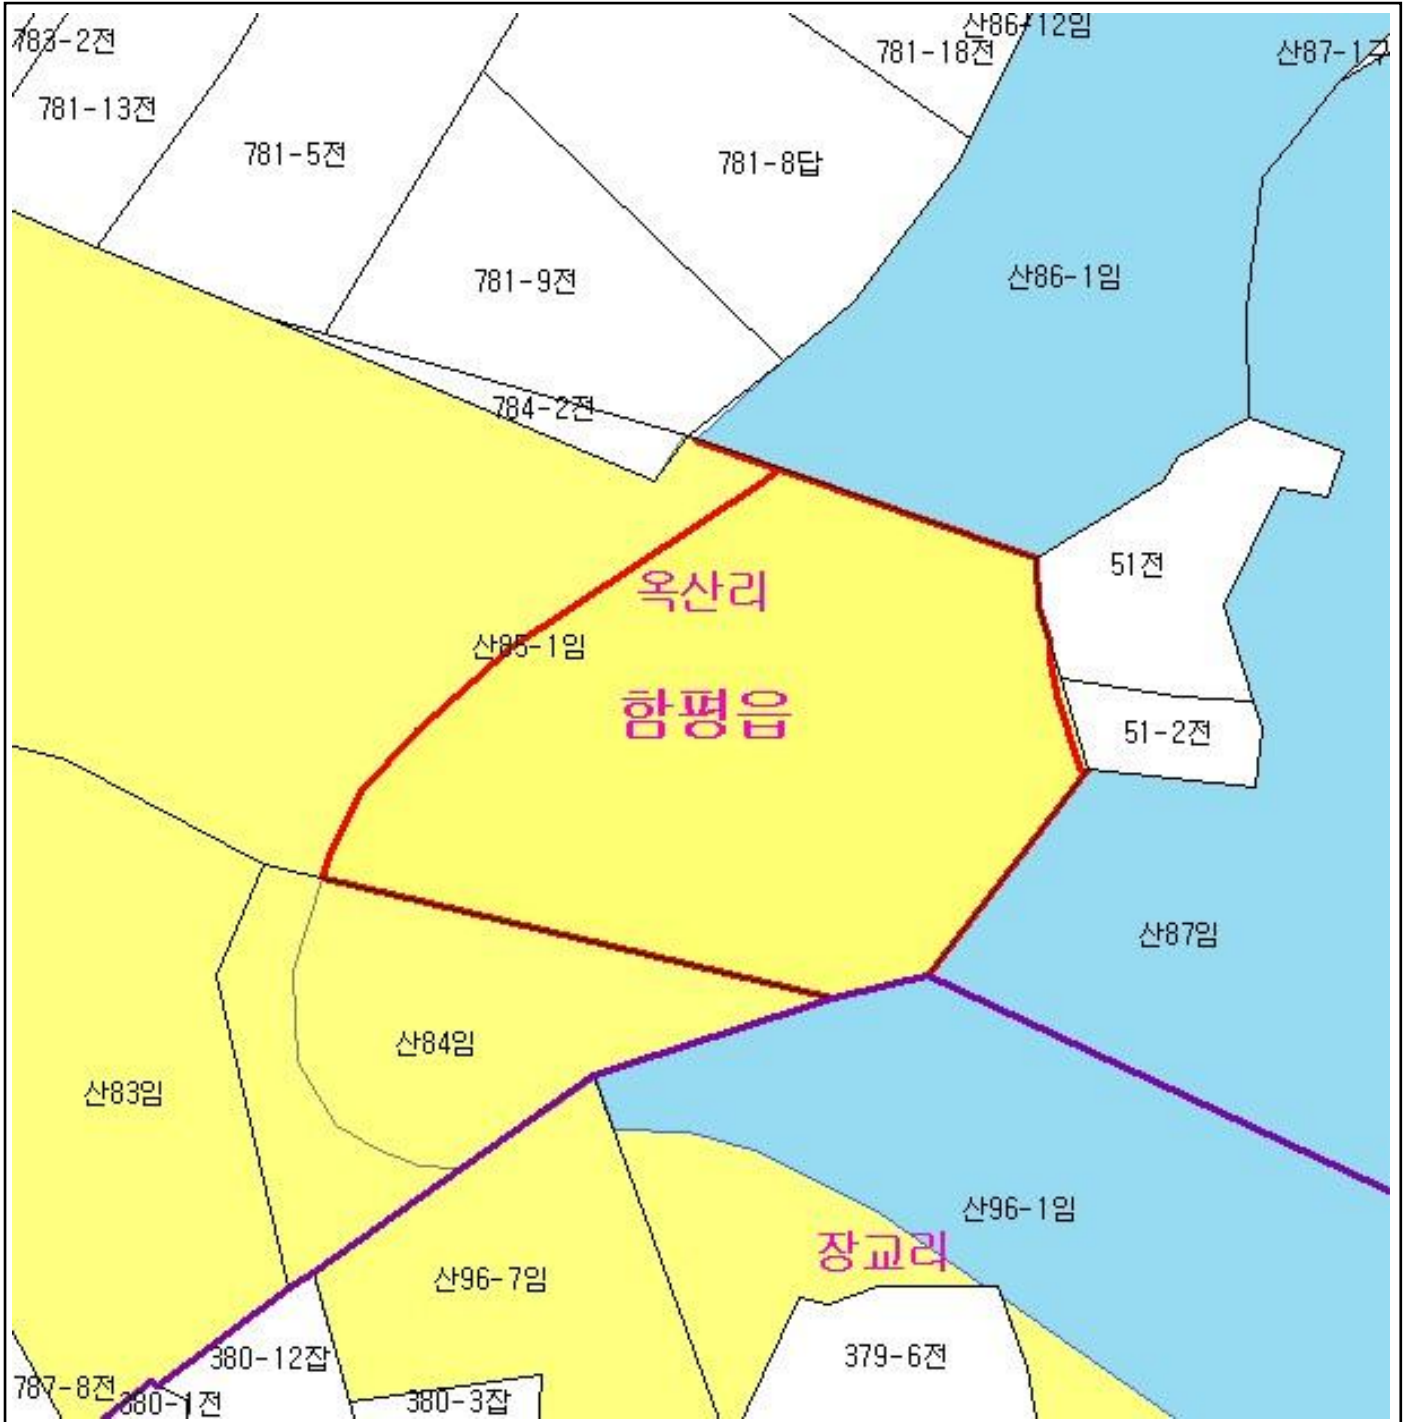 산86-12임
783-2전
781-18전
산87-1구
781-13전
781-5전
781-8답
781-9전
산86-1임
784-2전
51전
옥산리
산85-1임
함평읍
51-2전
산87임
산84임
산83임
산96-1임
장교리
산96-7임
380-12잡
379-6전
787-8전
380-1전
380-3잡